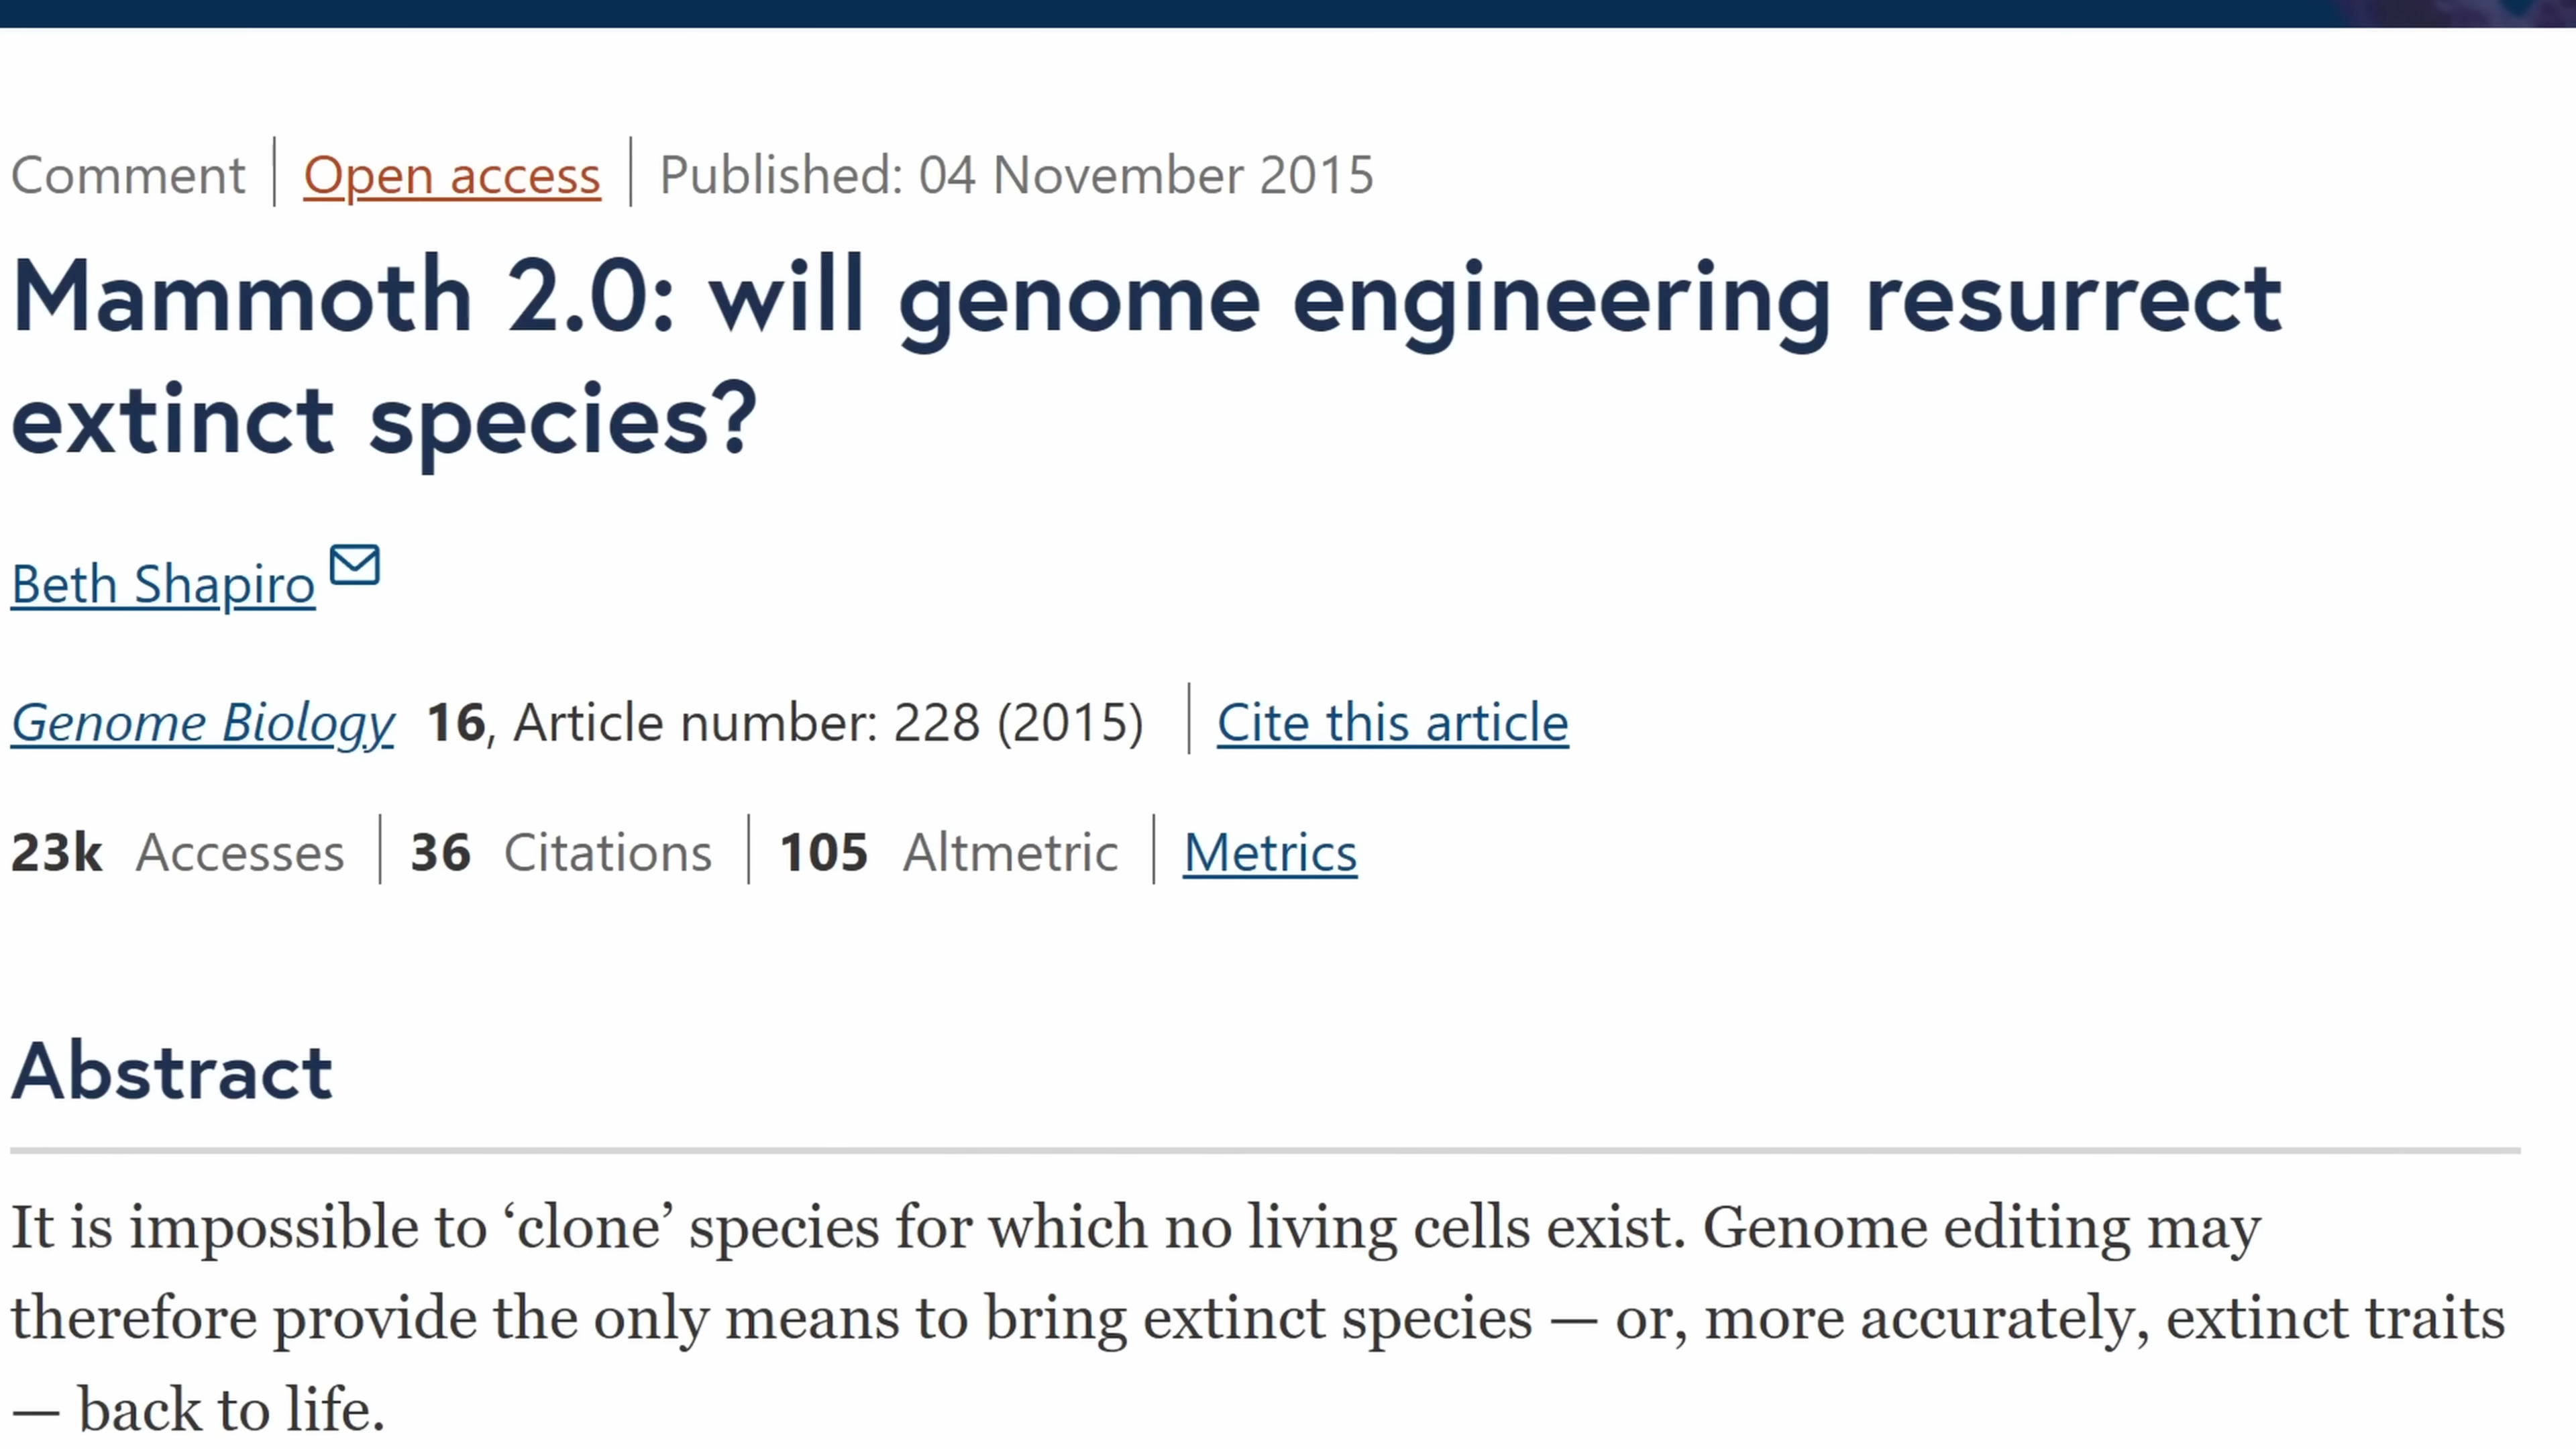 Comment | Open access | Published: 04 November 2015
Mammoth 2.0: will genome engineering resurrect
extinct species?
Beth Shapiro
Genome Biology 16, Article number: 228 (2015) | Cite this article
23k Accesses | 36 Citations | 105 Altmetric | Metrics
Abstract
It is impossible to ‘clone’ species for which no living cells exist. Genome editing may
therefore provide the only means to bring extinct species — or, more accurately, extinct traits
— back to life.